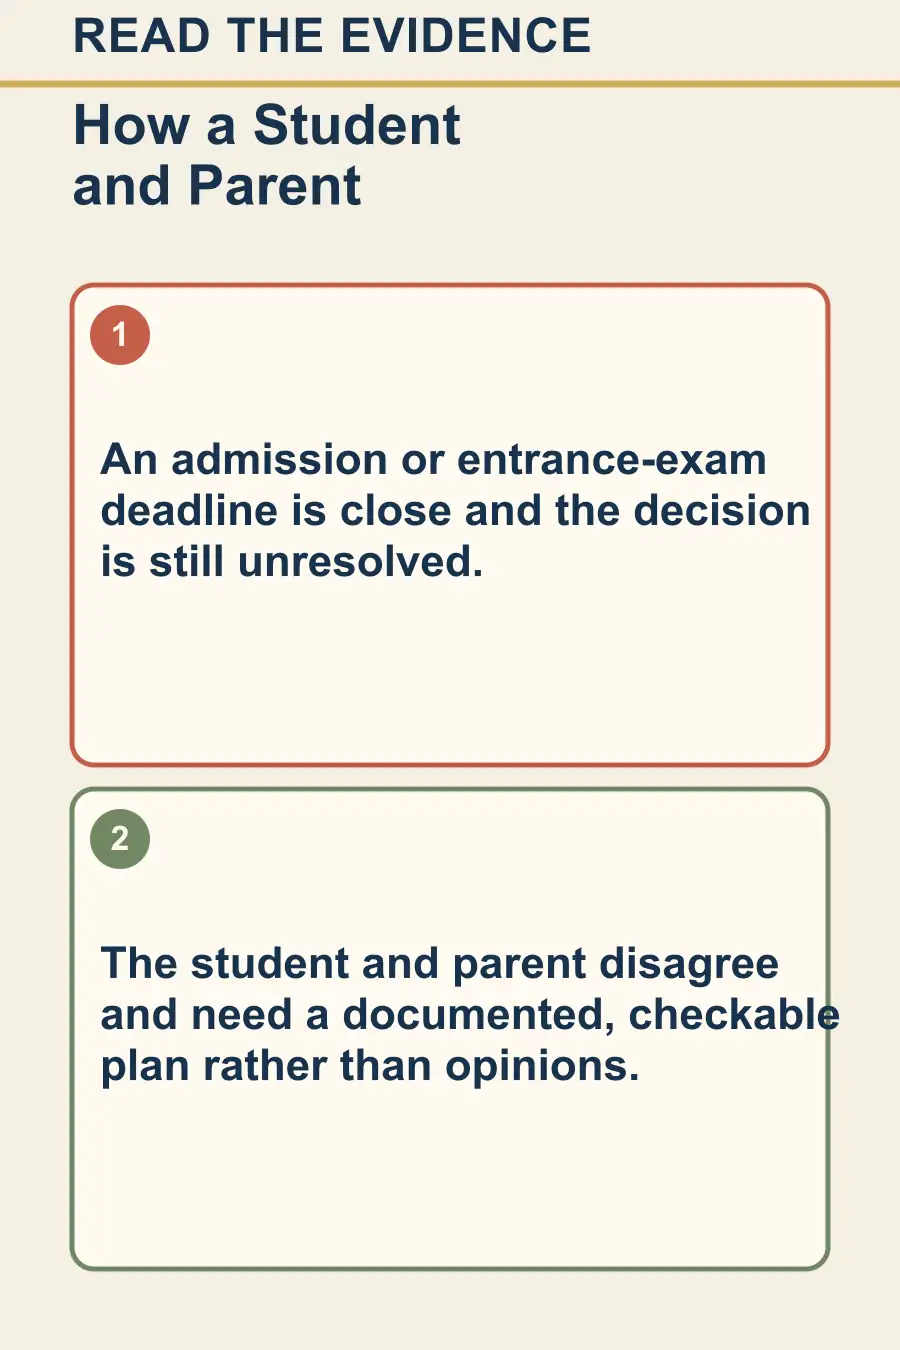 READ THE EVIDENCE
How a Student
and Parent
1
An admission or entrance-exam
deadline is close and the decision
is still unresolved.
2
The student and parent disagree
and need a documented, checkable
plan rather than opinions.